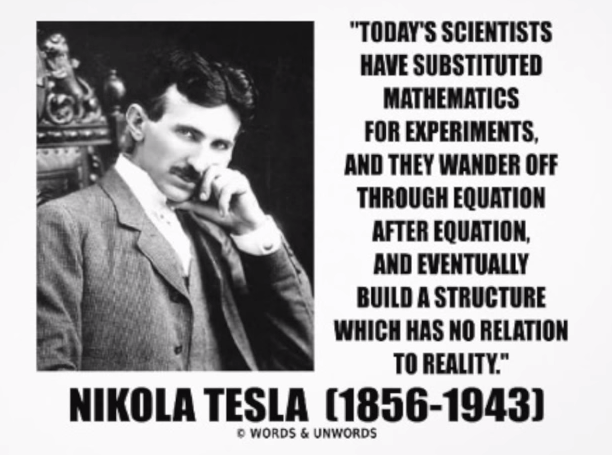 "TODAY'S SCIENTISTS
HAVE SUBSTITUTED
MATHEMATICS
FOR EXPERIMENTS,
AND THEY WANDER OFF
THROUGH EQUATION
AFTER EQUATION,
AND EVENTUALLY
BUILD A STRUCTURE
WHICH HAS NO RELATION
TO REALITY."
NIKOLA TESLA (1856-1943)
© WORDS & UNWORDS